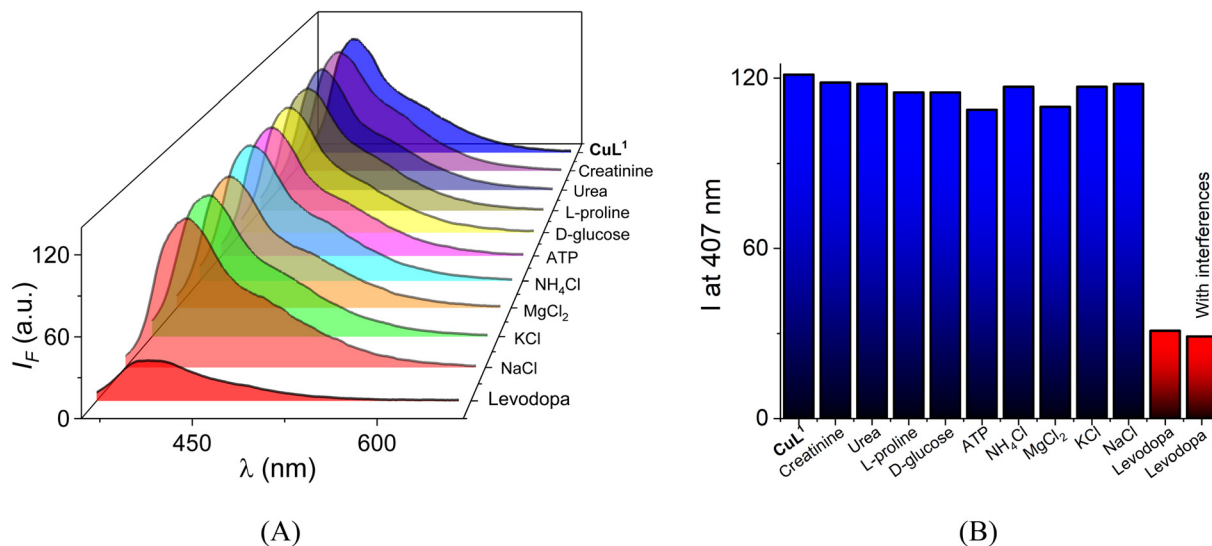 120
60
0
I_F (a.u.)
450
600
λ (nm)
CuL¹
Creatinine
Urea
L-proline
D-glucose
ATP
NH₄Cl
MgCl₂
KCl
NaCl
Levodopa
(A)
120
60
0
I at 407 nm
With interferences
CuL¹
Creatinine
Urea
L-proline
D-glucose
ATP
NH₄Cl
MgCl₂
KCl
NaCl
Levodopa
Levodopa
(B)